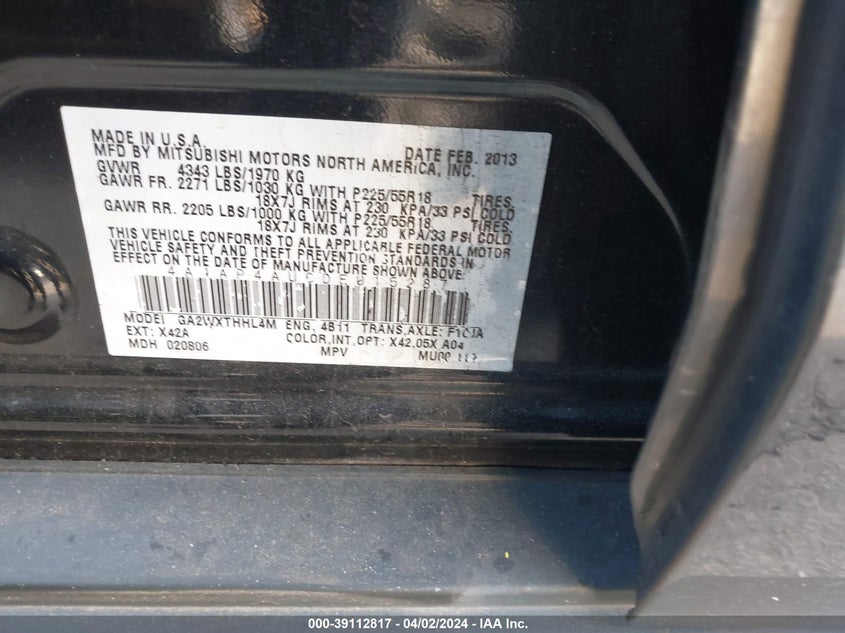 MADE IN U.S.A. DATE FEB. 2013
MFD BY MITSUBISHI MOTORS NORTH AMERICA, INC.
GVWR 4343 LBS/1970 KG
GAWR FR. 2271 LBS/1030 KG WITH P225/55R18 TIRES.
18X7J RIMS AT 230 KPA/33 PSI COLD
GAWR RR. 2205 LBS/1000 KG WITH P225/55R18 TIRES.
18X7J RIMS AT 230 KPA/33 PSI COLD
THIS VEHICLE CONFORMS TO ALL APPLICABLE FEDERAL MOTOR
VEHICLE SAFETY AND THEFT PREVENTION STANDARDS IN
EFFECT ON THE DATE OF MANUFACTURE SHOWN ABOVE.
MODEL GA2WXTHHL4M ENG. 4B11 TRANS,AXLE:
EXT: X42A COLOR,INT,OPT: X42,05X A04
MDH 020806 MPV
000-39112817 - 04/02/2024 - IAA Inc.